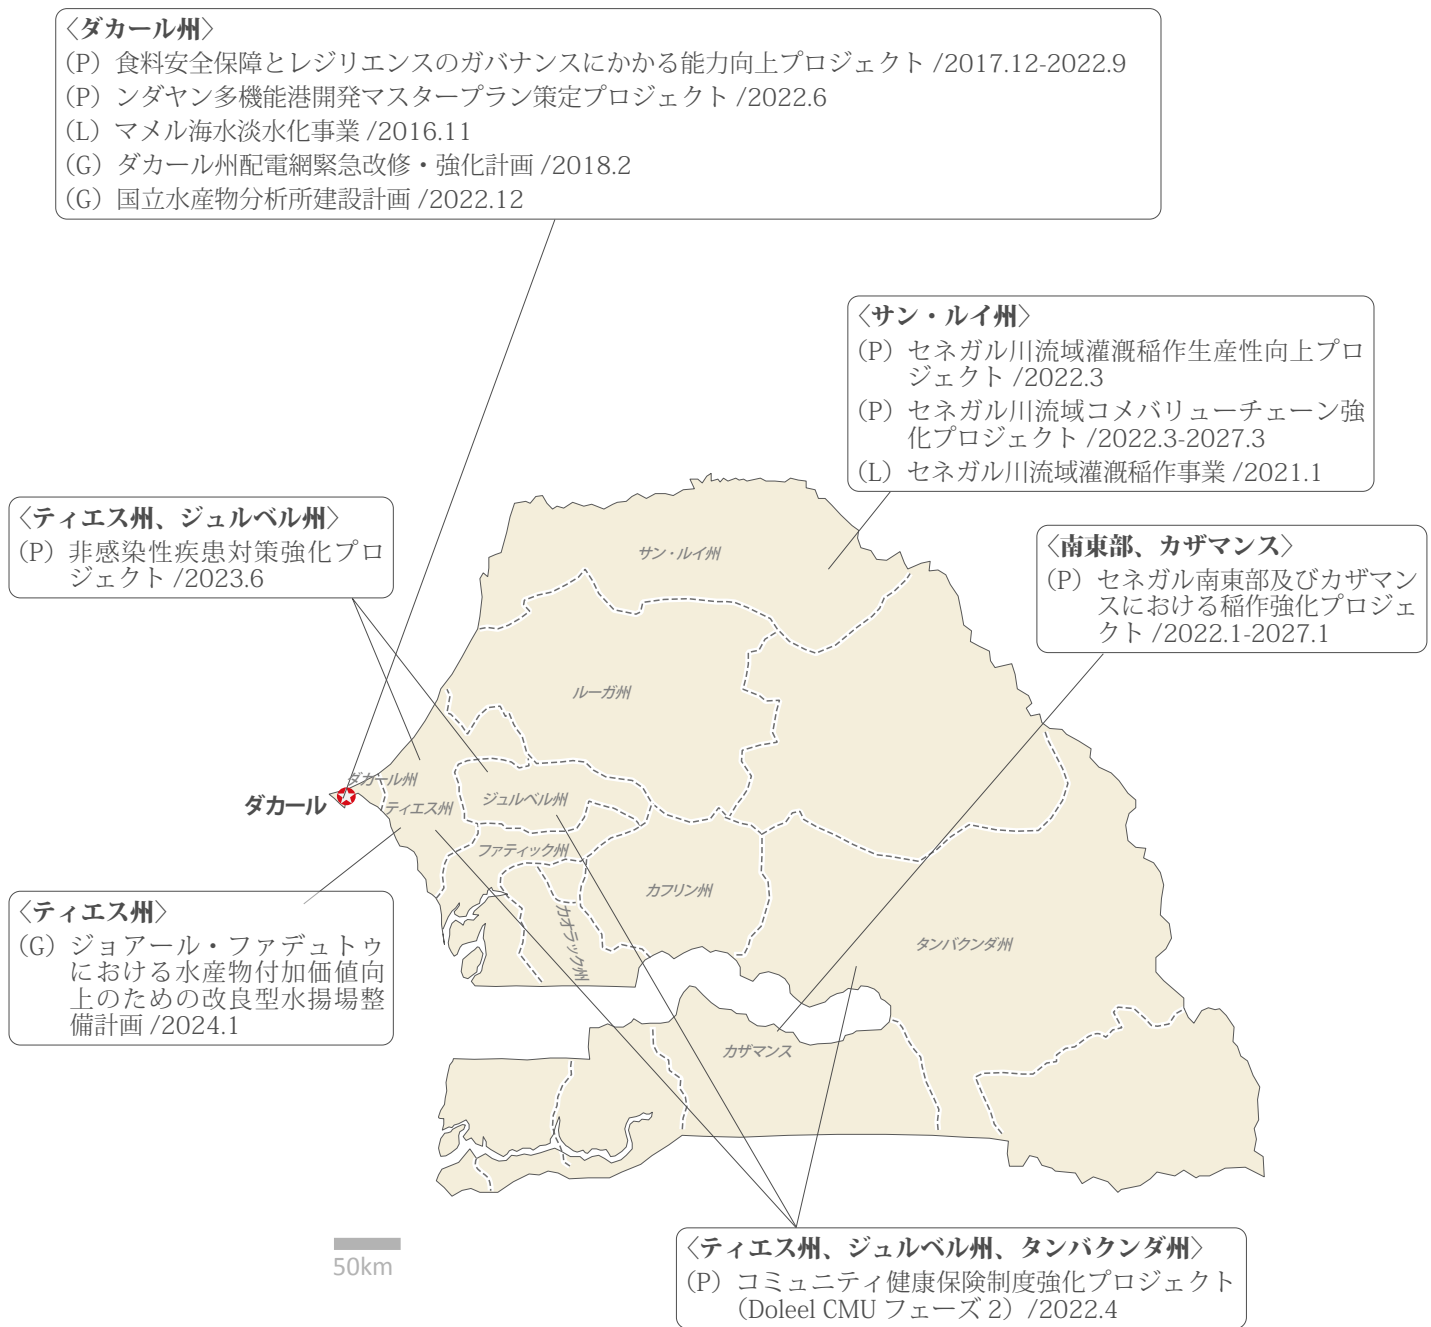 〈ダカール州〉
(P) 食料安全保障とレジリエンスのガバナンスにかかる能力向上プロジェクト /2017.12-2022.9
(P) ンダヤン多機能港開発マスタープラン策定プロジェクト /2022.6
(L) マメル海水淡水化事業 /2016.11
(G) ダカール州配電網緊急改修・強化計画 /2018.2
(G) 国立水産物分析所建設計画 /2022.12
〈サン・ルイ州〉
(P) セネガル川流域灌漑稲作生産性向上プロ
ジェクト /2022.3
(P) セネガル川流域コメバリューチェーン強
化プロジェクト /2022.3-2027.3
(L) セネガル川流域灌漑稲作事業 /2021.1
〈ティエス州、ジュルベル州〉
(P) 非感染性疾患対策強化プロ
ジェクト /2023.6
〈南東部、カザマンス〉
(P) セネガル南東部及びカザマン
スにおける稲作強化プロジェ
クト /2022.1-2027.1
サン・ルイ州
ルーガ州
ダカール州
ダカール
ティエス州
ジュルベル州
ファティック州
カフリン州
カオラック州
タンバクンダ州
カザマンス
〈ティエス州〉
(G) ジョアール・ファデュトゥ
における水産物付加価値向
上のための改良型水揚場整
備計画 /2024.1
50km
〈ティエス州、ジュルベル州、タンバクンダ州〉
(P) コミュニティ健康保険制度強化プロジェクト
(Doleel CMU フェーズ 2) /2022.4